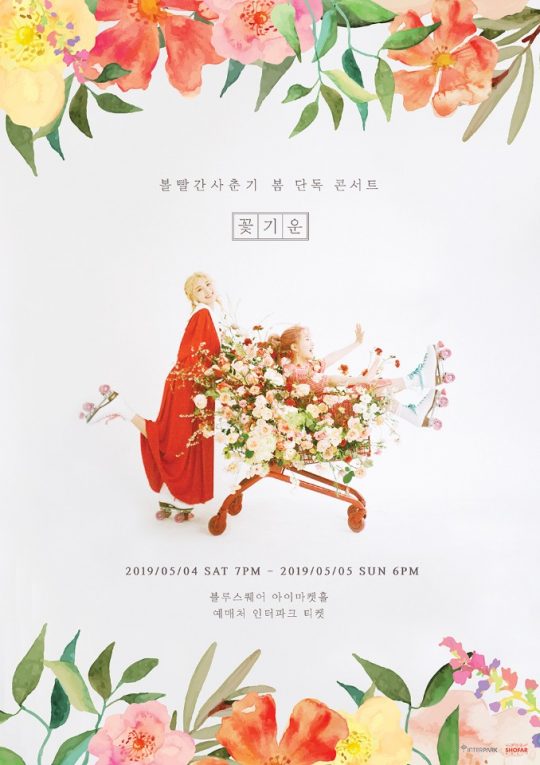 볼빨간사춘기 봄 단독 콘서트
꽃기운
2019/05/04 SAT 7PM - 2019/05/05 SUN 6PM
블루스퀘어 아이마켓홀
예매처 인터파크 티켓
INTERPARK
SHOFAR